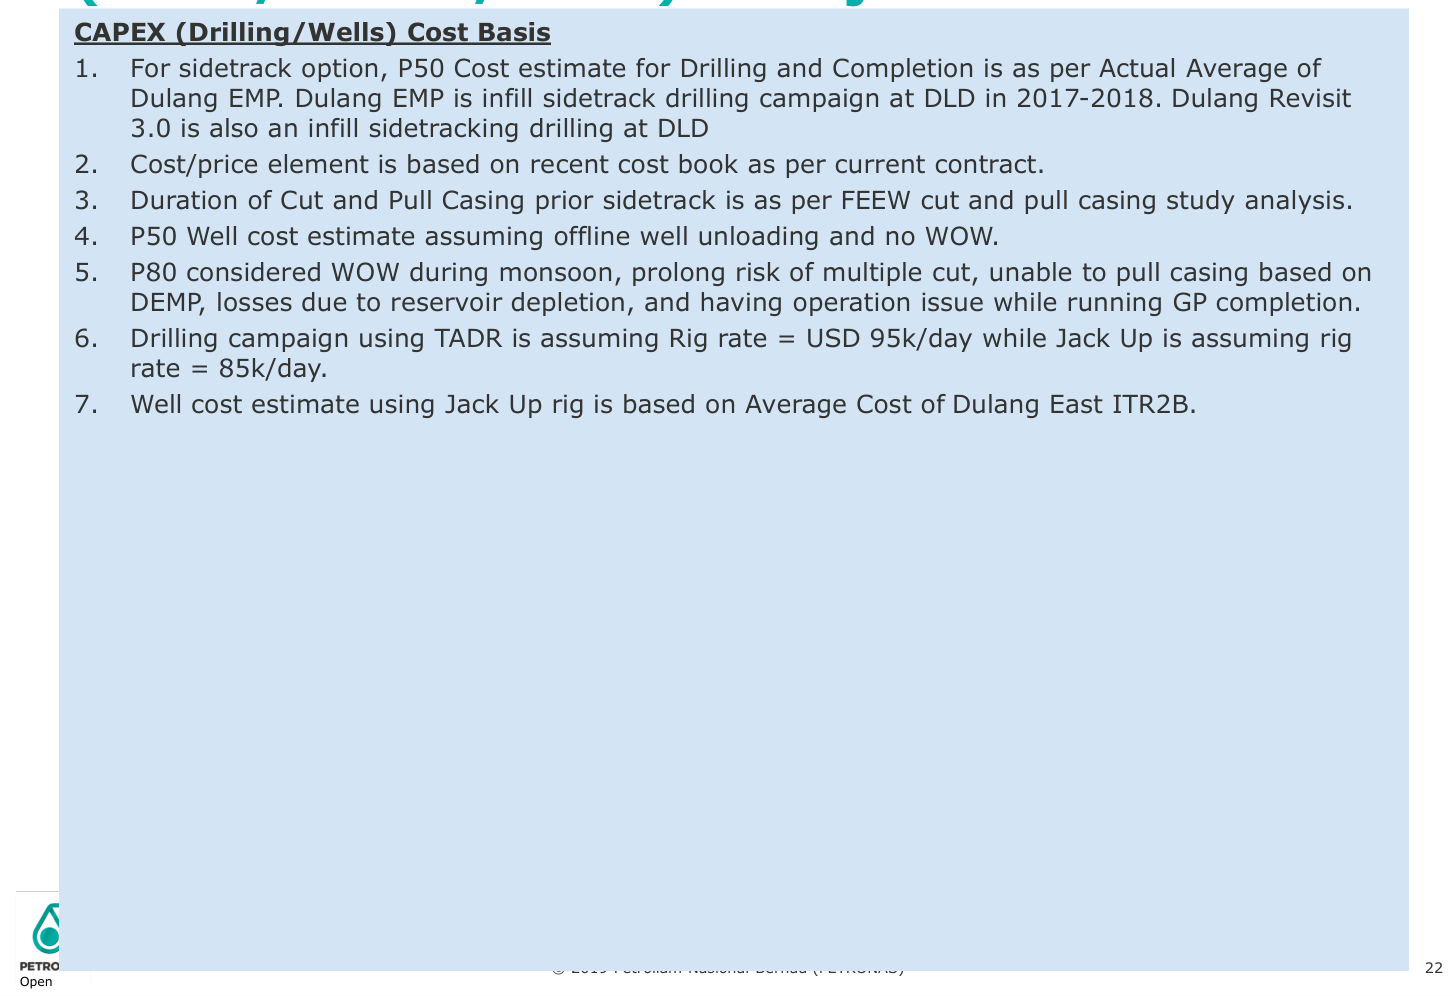 CAPEX (Drilling/Wells) Cost Basis
1. For sidetrack option, P50 Cost estimate for Drilling and Completion is as per Actual Average of
Dulang EMP. Dulang EMP is infill sidetrack drilling campaign at DLD in 2017-2018. Dulang Revisit
3.0 is also an infill sidetracking drilling at DLD
2. Cost/price element is based on recent cost book as per current contract.
3. Duration of Cut and Pull Casing prior sidetrack is as per FEEW cut and pull casing study analysis.
4. P50 Well cost estimate assuming offline well unloading and no WOW.
5. P80 considered WOW during monsoon, prolong risk of multiple cut, unable to pull casing based on
DEMP, losses due to reservoir depletion, and having operation issue while running GP completion.
6. Drilling campaign using TADR is assuming Rig rate = USD 95k/day while Jack Up is assuming rig
rate = 85k/day.
7. Well cost estimate using Jack Up rig is based on Average Cost of Dulang East ITR2B.
PETRO
Open
© 2019 Petroliam Nasional Berhad (PETRONAS)
22